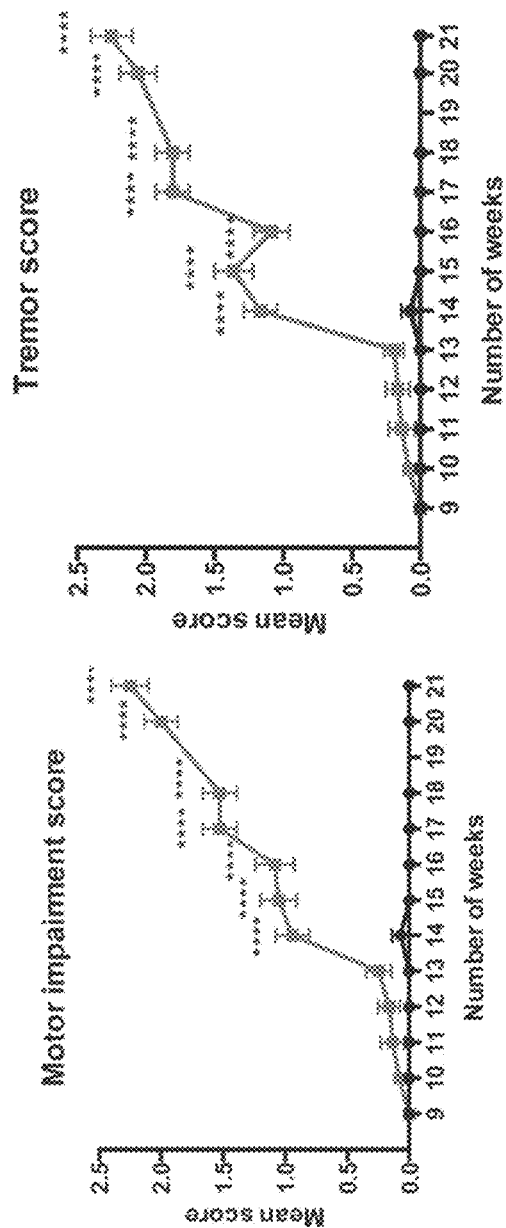 Motor impairment score
Mean score
2.5
2.0
1.5
1.0
0.5
0.0
**** **** **** **** **** **** ****
9 10 11 12 13 14 15 16 17 18 19 20 21
Number of weeks
Tremor score
Mean score
2.5
2.0
1.5
1.0
0.5
0.0
**** **** **** **** **** **** ****
9 10 11 12 13 14 15 16 17 18 19 20 21
Number of weeks